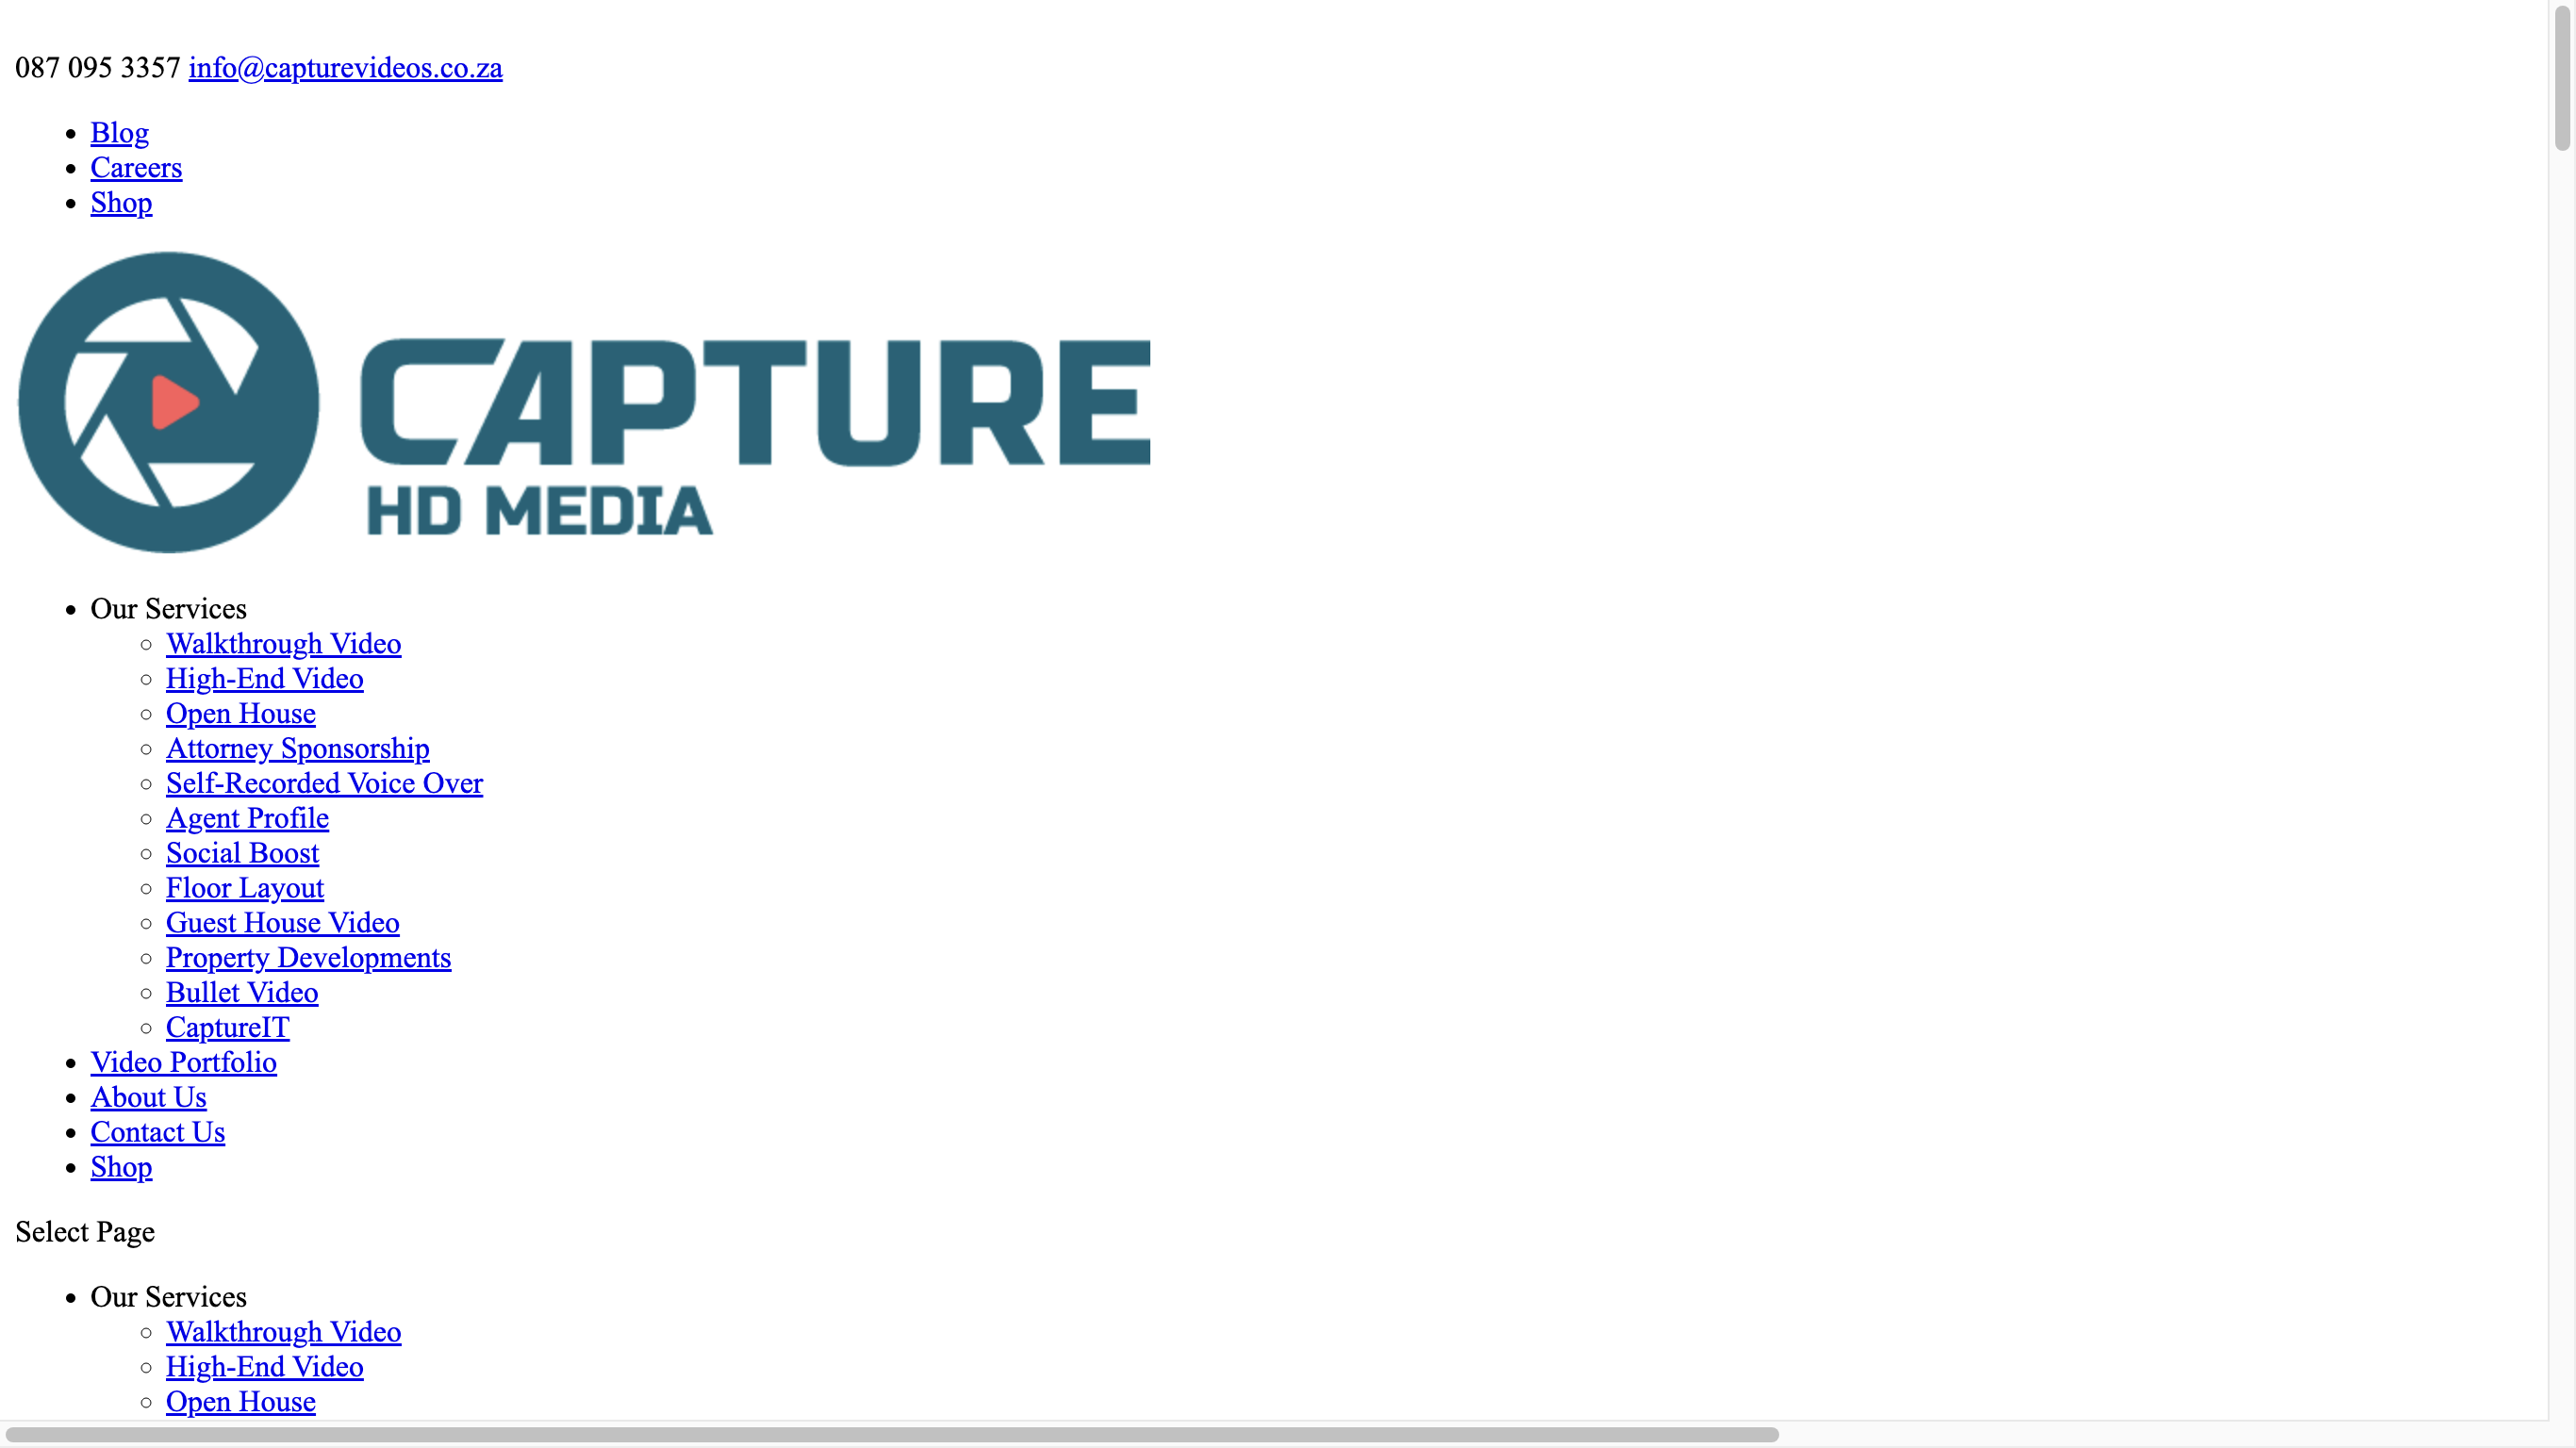 087 095 3357 info@capturevideos.co.za
Blog
Careers
Shop
CAPTURE
HD MEDIA
Our Services
Walkthrough Video
High-End Video
Open House
Attorney Sponsorship
Self-Recorded Voice Over
Agent Profile
Social Boost
Floor Layout
Guest House Video
Property Developments
Bullet Video
CaptureIT
Video Portfolio
About Us
Contact Us
Shop
Select Page
Our Services
Walkthrough Video
High-End Video
Open House